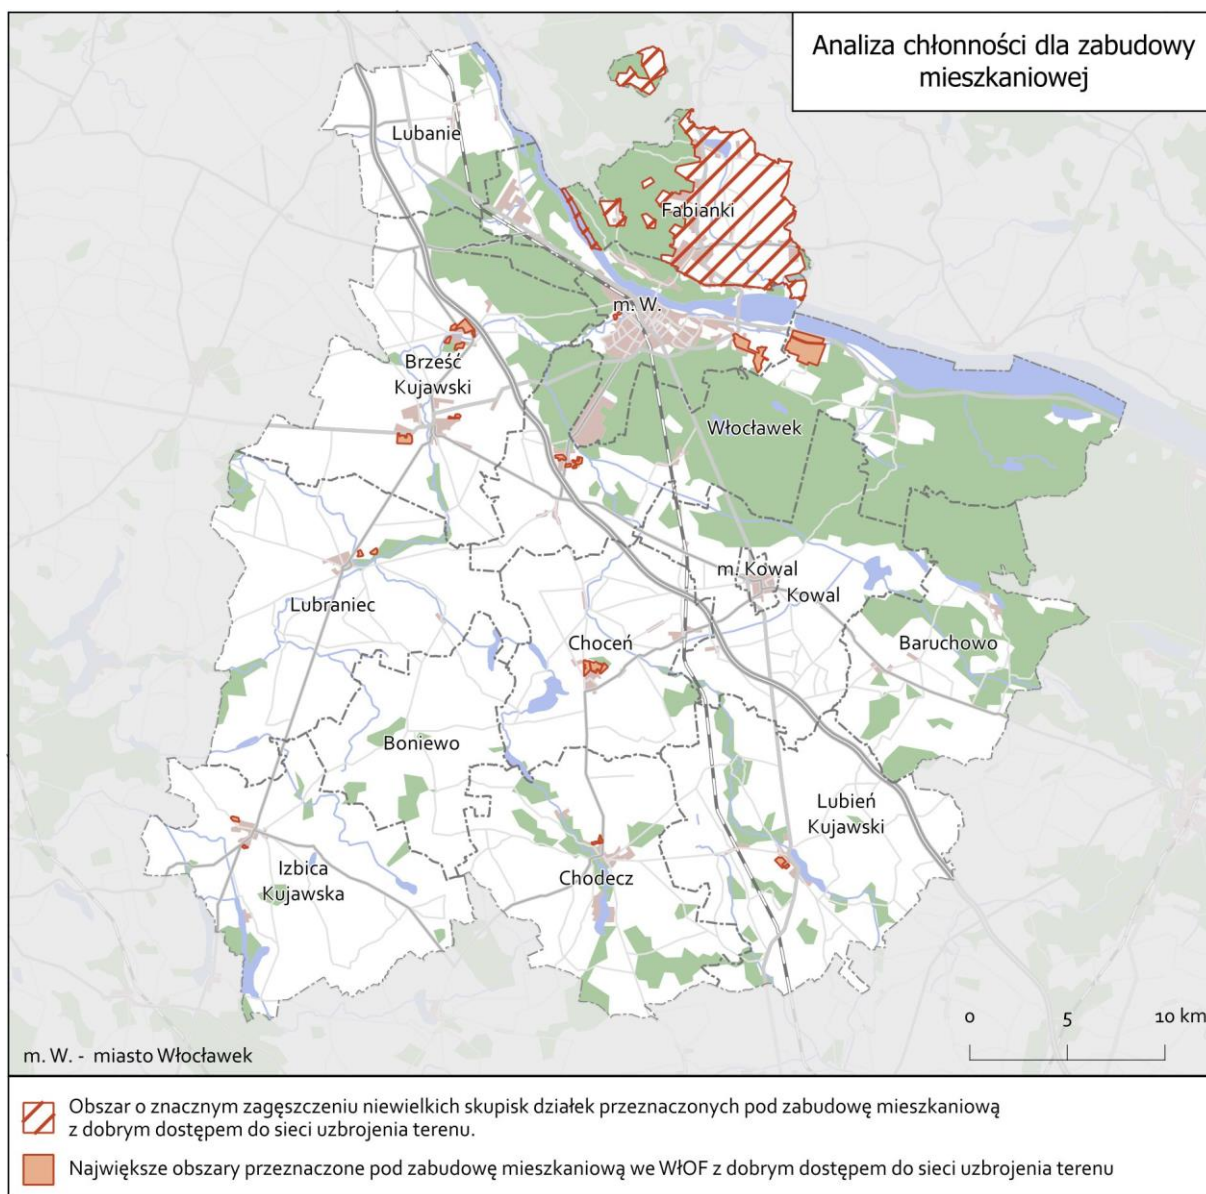 Analiza chłonności dla zabudowy
mieszkaniowej
Lubanie
Fabianki
m. W.
Brześć
Kujawski
Włocławek
m. Kowal
Kowal
Lubraniec
Choceń
Baruchowo
Boniewo
Lubień
Kujawski
Izbica
Kujawska
Chodecz
0 5 10 km
m. W. - miasto Włocławek
Obszar o znacznym zagęszczeniu niewielkich skupisk działek przeznaczonych pod zabudowę mieszkaniową
z dobrym dostępem do sieci uzbrojenia terenu.
Największe obszary przeznaczone pod zabudowę mieszkaniową we WłOF z dobrym dostępem do sieci uzbrojenia terenu